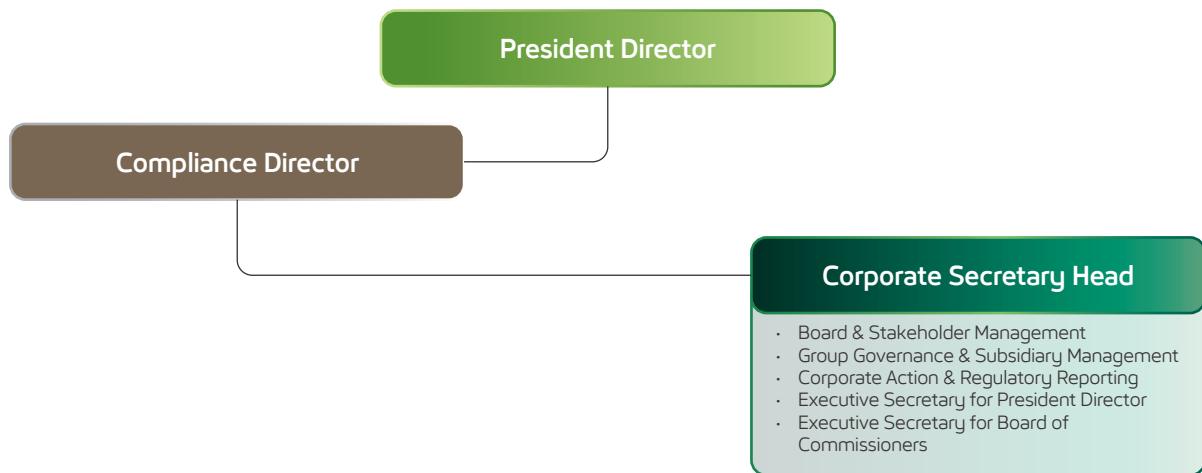 President Director
Compliance Director
Corporate Secretary Head
· Board & Stakeholder Management
· Group Governance & Subsidiary Management
· Corporate Action & Regulatory Reporting
· Executive Secretary for President Director
· Executive Secretary for Board of
Commissioners